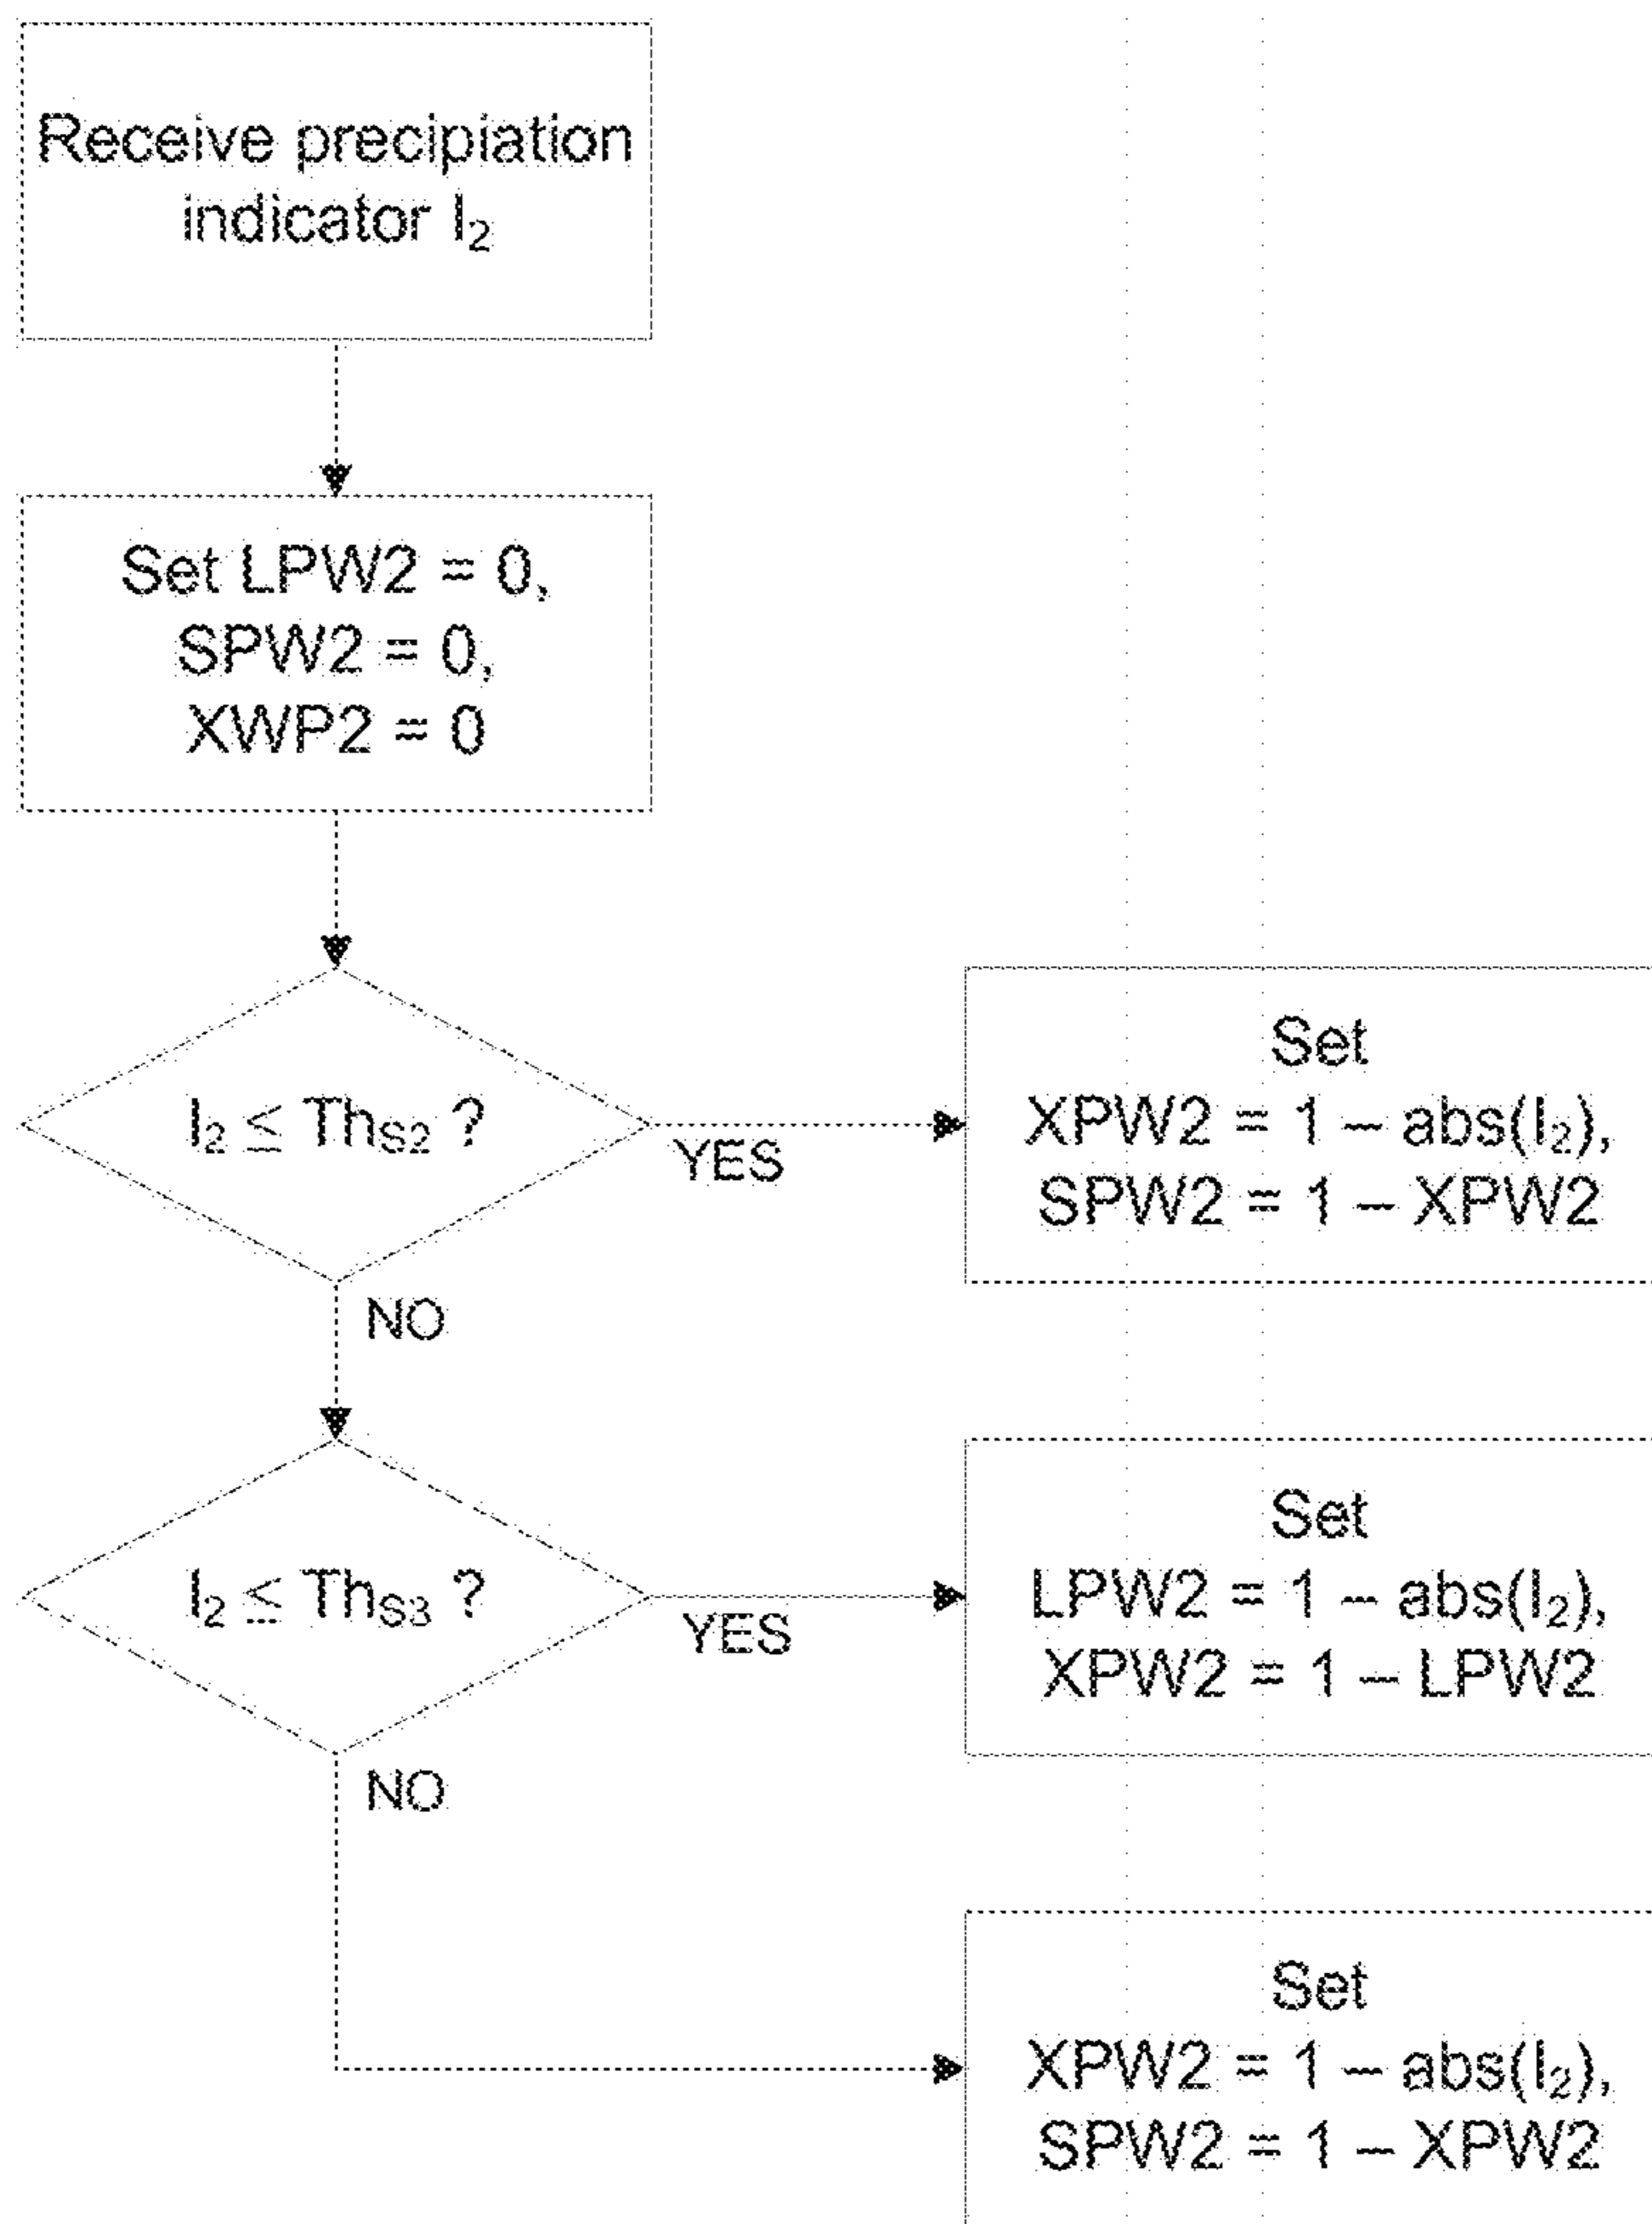 Receive precipiation
indicator I₂
Set LPW2 = 0,
SPW2 = 0,
XWP2 = 0
I₂ ≤ Thₛ₂ ?
YES
Set
XPW2 = 1 – abs(I₂),
SPW2 = 1 – XPW2
NO
I₂ ≤ Thₛ₃ ?
YES
Set
LPW2 = 1 – abs(I₂),
XPW2 = 1 – LPW2
NO
Set
XPW2 = 1 – abs(I₂),
SPW2 = 1 – XPW2